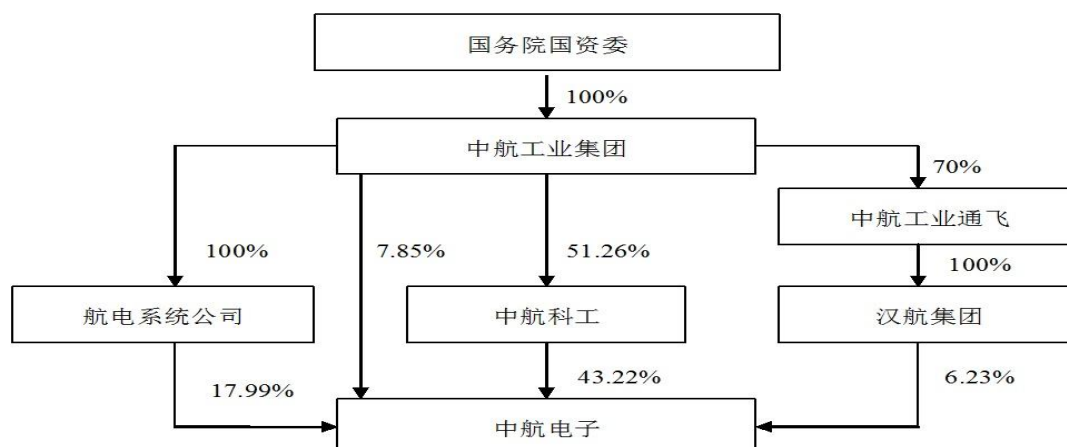 国务院国资委
100%
中航工业集团
70%
中航工业通飞
100%
7.85%
51.26%
100%
航电系统公司
中航科工
汉航集团
17.99%
43.22%
6.23%
中航电子